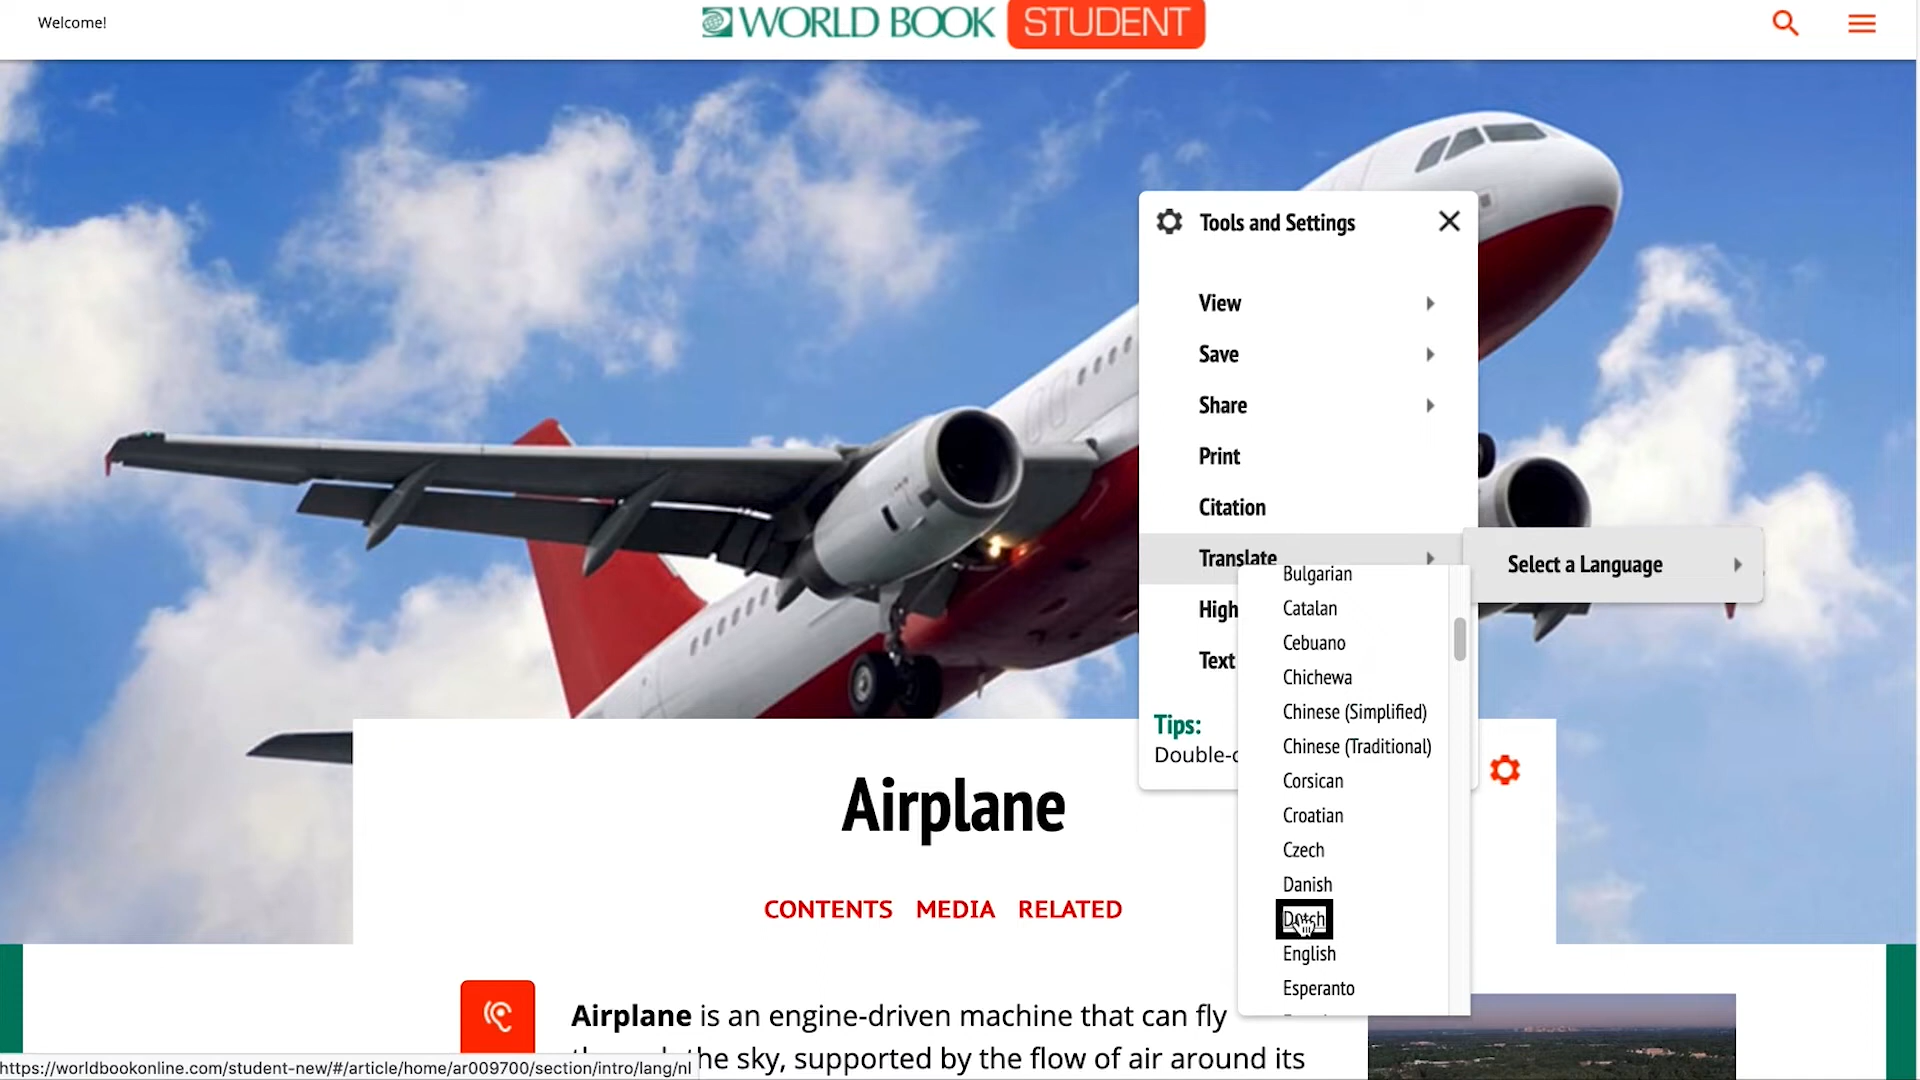 Welcome!
WORLD BOOK STUDENT
Tools and Settings
View
Save
Share
Print
Citation
Translate
Select a Language
High
Text
Tips:
Double-c
Bulgarian
Catalan
Cebuano
Chichewa
Chinese (Simplified)
Chinese (Traditional)
Corsican
Croatian
Czech
Danish
Dutch
English
Esperanto
Airplane
CONTENTS MEDIA RELATED
Airplane is an engine-driven machine that can fly
the sky, supported by the flow of air around its
https://worldbookonline.com/student-new/#/article/home/ar009700/section/intro/lang/nl